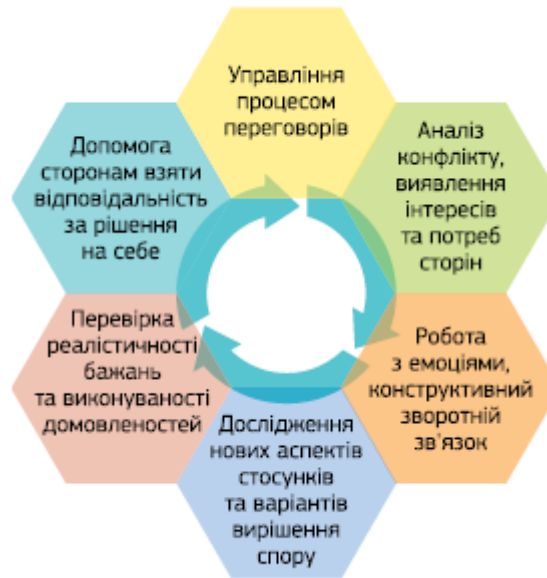 Управління
процесом
переговорів
Аналіз
конфлікту,
виявлення
інтересів
та потреб
сторін
Робота
з емоціями,
конструктивний
зворотній
зв'язок
Дослідження
нових аспектів
стосунків
та варіантів
вирішення
спору
Перевірка
реалістичності
бажань
та виконуваності
домовленостей
Допомога
сторонам взяти
відповідальність
за рішення
на себе